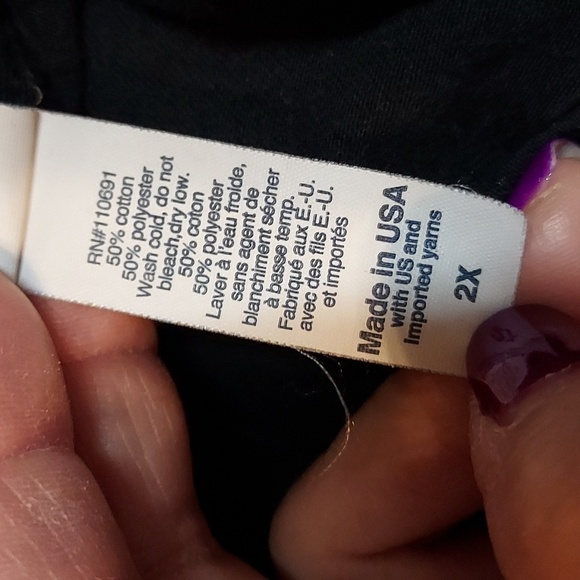 RN#110691
50% cotton
50% polyester
Wash cold, do not
bleach,dry low.
50% coton
50% polyester
Laver à l'eau froide,
sans agent de
blanchiment sécher
à basse temp.
Fabriqué aux É.-U.
avec des fils E.-U.
et importés
Made in USA
with US and
Imported yarns
2X